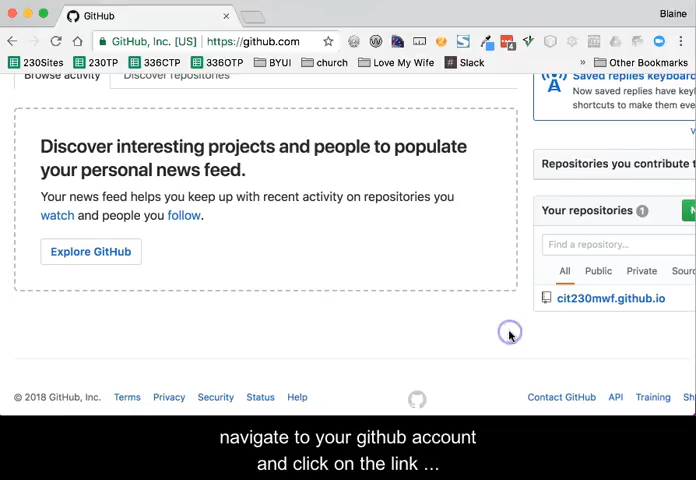 GitHub
Blaine
GitHub, Inc. [US] https://github.com
230Sites 230TP 336CTP 336OTP BYUI church Love My Wife Slack » Other Bookmarks
Browse activity Discover repositories
Saved replies keyboard
Now saved replies have key
shortcuts to make them eve
Discover interesting projects and people to populate
your personal news feed.
Your news feed helps you keep up with recent activity on repositories you
watch and people you follow.
Explore GitHub
Repositories you contribute t
Your repositories 1
Find a repository...
All Public Private Sour
cit230mwf.github.io
© 2018 GitHub, Inc. Terms Privacy Security Status Help
Contact GitHub API Training Sh
navigate to your github account
and click on the link ...